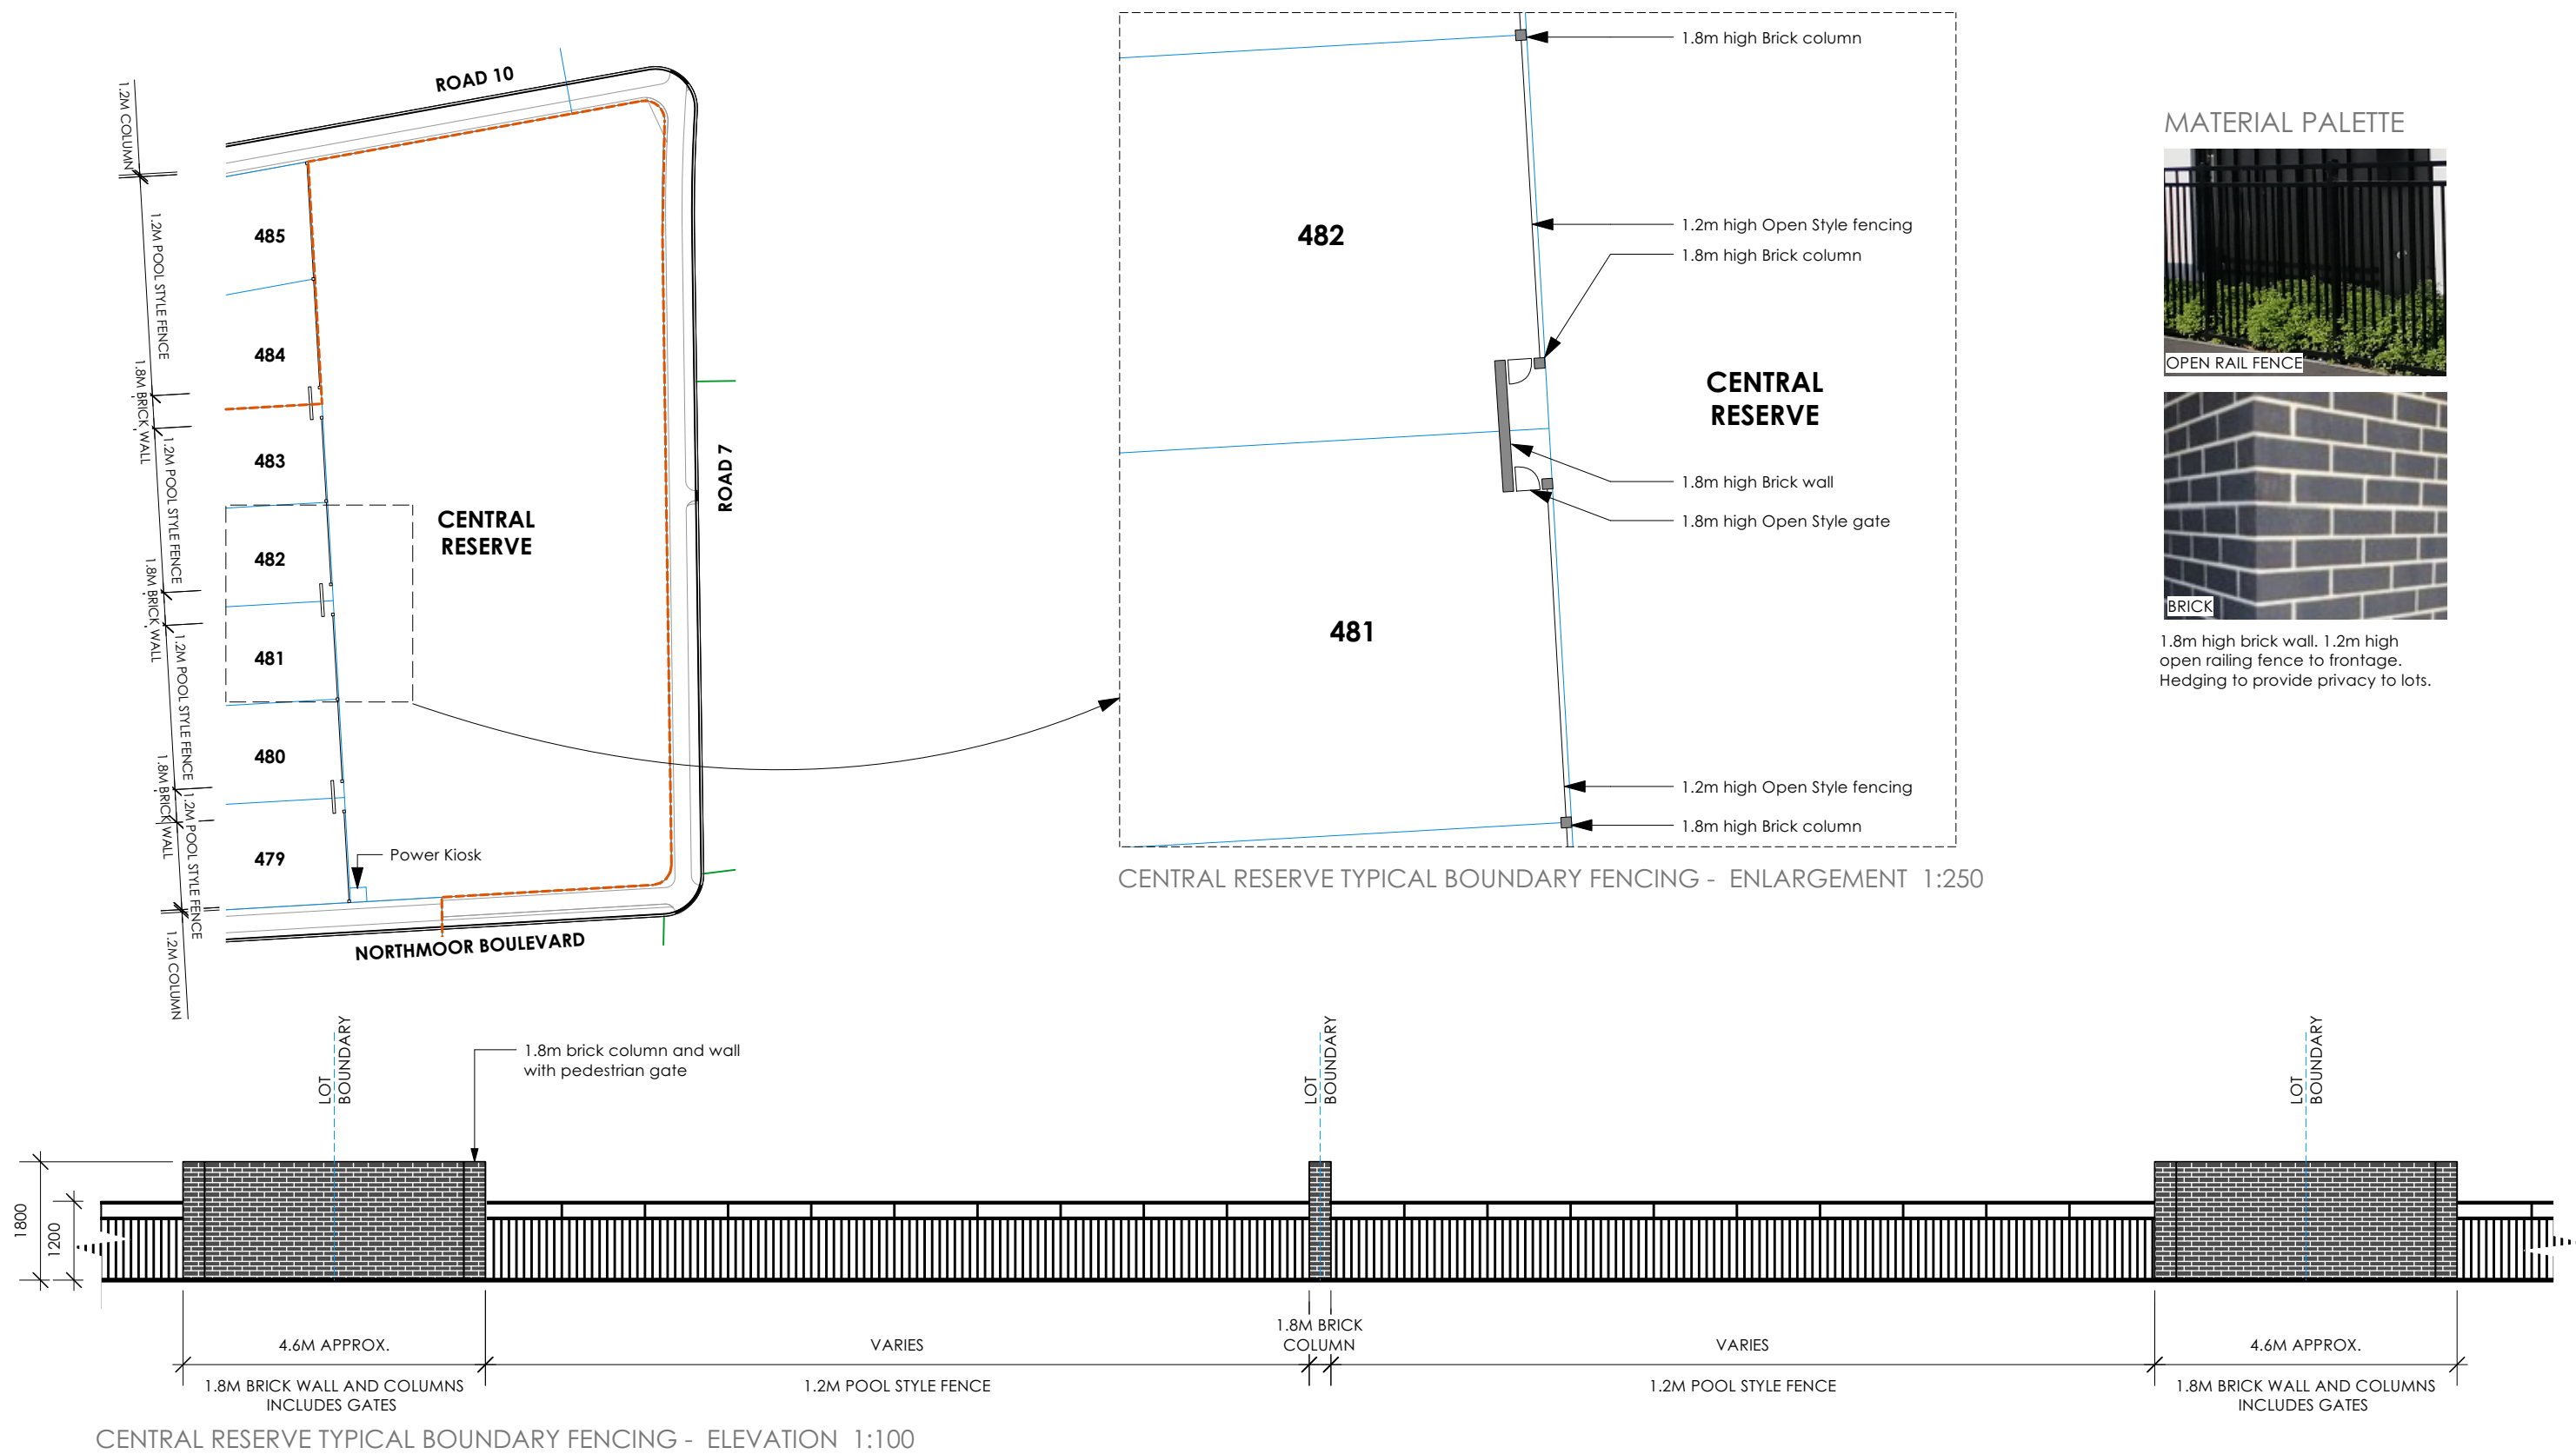 ROAD 10
1.2M COLUMN
1.2M POOL STYLE FENCE
1.8M BRICK WALL
1.2M POOL STYLE FENCE
1.8M BRICK WALL
1.2M POOL STYLE FENCE
1.8M BRICK WALL
1.2M POOL STYLE FENCE
1.2M COLUMN
485
484
483
482
481
480
479
CENTRAL
RESERVE
ROAD 7
Power Kiosk
NORTHMOOR BOULEVARD
1.8m high Brick column
1.2m high Open Style fencing
1.8m high Brick column
482
CENTRAL
RESERVE
1.8m high Brick wall
1.8m high Open Style gate
481
1.2m high Open Style fencing
1.8m high Brick column
CENTRAL RESERVE TYPICAL BOUNDARY FENCING - ENLARGEMENT 1:250
MATERIAL PALETTE
OPEN RAIL FENCE
BRICK
1.8m high brick wall. 1.2m high
open railing fence to frontage.
Hedging to provide privacy to lots.
LOT
BOUNDARY
1.8m brick column and wall
with pedestrian gate
LOT
BOUNDARY
LOT
BOUNDARY
1800
1200
4.6M APPROX.
VARIES
1.8M BRICK
COLUMN
VARIES
4.6M APPROX.
1.8M BRICK WALL AND COLUMNS
INCLUDES GATES
1.2M POOL STYLE FENCE
1.2M POOL STYLE FENCE
1.8M BRICK WALL AND COLUMNS
INCLUDES GATES
CENTRAL RESERVE TYPICAL BOUNDARY FENCING - ELEVATION 1:100